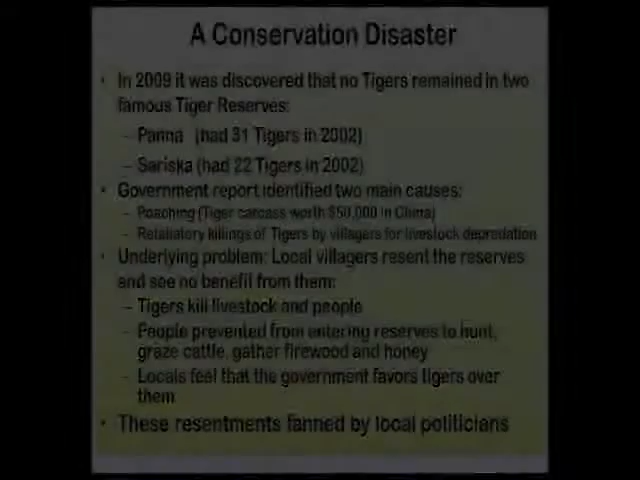 A Conservation Disaster
• In 2009 it was discovered that no Tigers remained in two
famous Tiger Reserves:
– Panna (had 31 Tigers in 2002)
– Sariska (had 22 Tigers in 2002)
• Government report identified two main causes:
– Poaching (Tiger carcass worth $50,000 in China)
– Retaliatory killings of Tigers by villagers for livestock depredation
• Underlying problem: Local villagers resent the reserves
and see no benefit from them:
– Tigers kill livestock and people
– People prevented from entering reserves to hunt,
graze cattle, gather firewood and honey
– Locals feel that the government favors tigers over
them
• These resentments fanned by local politicians